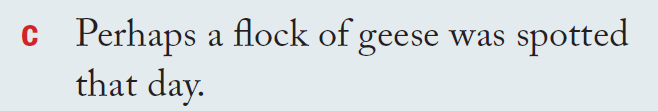 c Perhaps a flock of geese was spotted
that day.